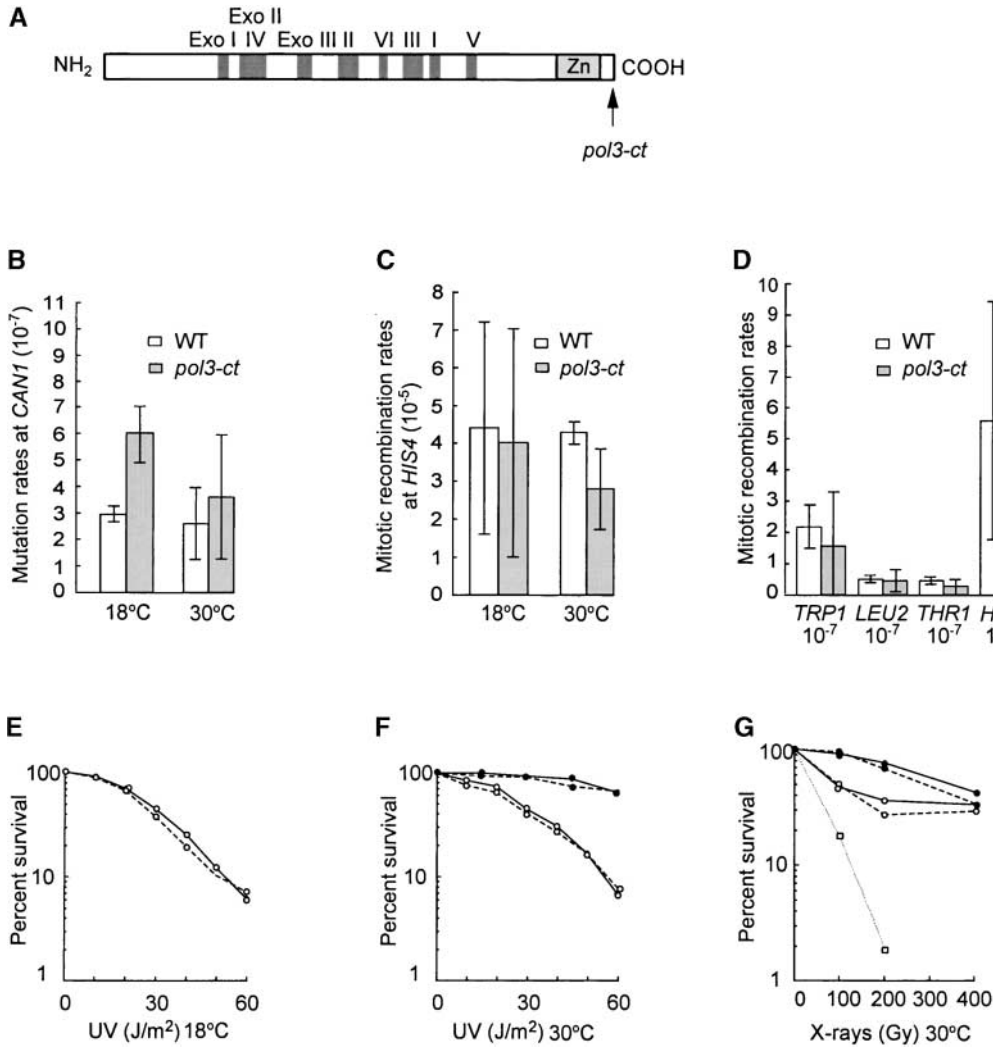 A
Exo II
Exo I IV Exo III II VI III I V
NH2 Zn COOH
pol3-ct
B
Mutation rates at CAN1 (10-7)
11
10
9
8
7
6
5
4
3
2
1
0
WT
pol3-ct
18ºC 30ºC
C
Mitotic recombination rates
at HIS4 (10-5)
8
7
6
5
4
3
2
1
0
WT
pol3-ct
18ºC 30ºC
D
Mitotic recombination rates
10
9
8
7
6
5
4
3
2
1
0
WT
pol3-ct
TRP1 LEU2 THR1 H
10-7 10-7 10-7 1
E
Percent survival
100
10
1
0 30 60
UV (J/m2) 18ºC
F
Percent survival
100
10
1
0 30 60
UV (J/m2) 30ºC
G
Percent survival
100
10
1
0 100 200 400
X-rays (Gy) 30ºC